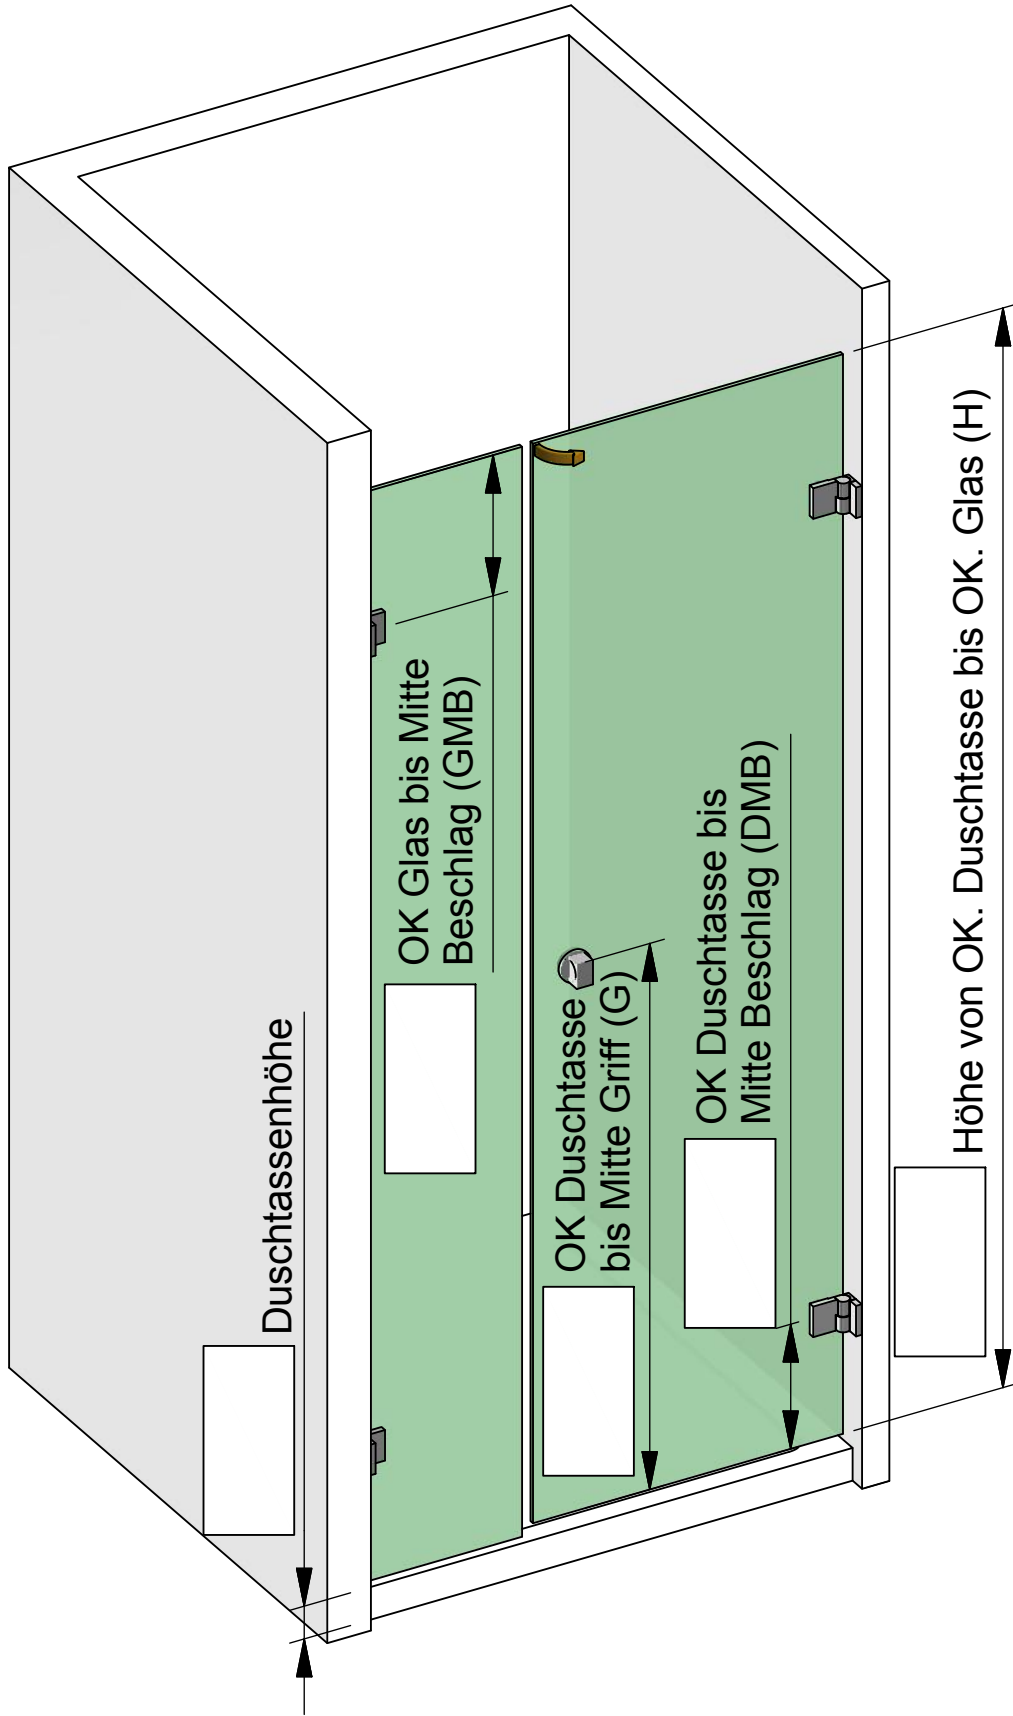 Duschtassenhöhe
OK Glas bis Mitte
Beschlag (GMB)
OK Duschtasse
bis Mitte Griff (G)
OK Duschtasse bis
Mitte Beschlag (DMB)
Höhe von OK. Duschtasse bis OK. Glas (H)